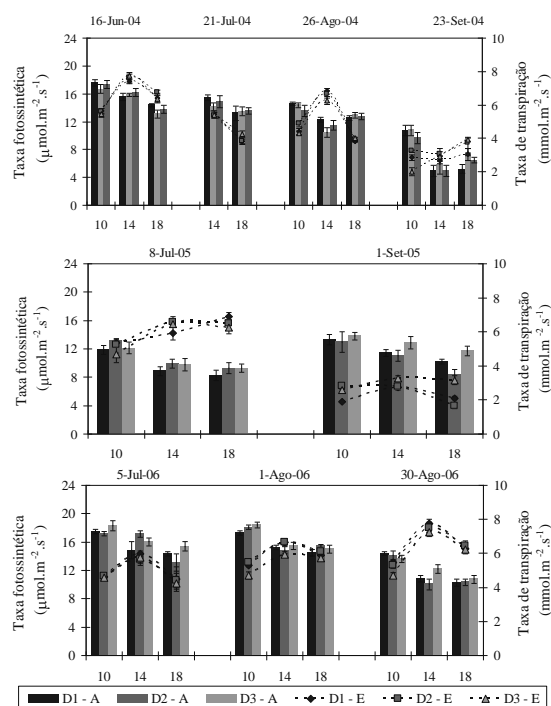 16-Jun-04 21-Jul-04 26-Ago-04 23-Set-04
Taxa fotossintética
(μmol.m⁻².s⁻¹)
24
20
16
12
8
4
0
10 14 18 14 18 10 14 18 10 14 18
10
8
6
4
2
0
Taxa de transpiração
(mmol.m⁻².s⁻¹)
8-Jul-05 1-Set-05
Taxa fotossintética
(μmol.m⁻².s⁻¹)
24
20
16
12
8
4
0
10 14 18 10 14 18
10
8
6
4
2
0
Taxa de transpiração
(mmol.m⁻².s⁻¹)
5-Jul-06 1-Ago-06 30-Ago-06
Taxa fotossintética
(μmol.m⁻².s⁻¹)
24
20
16
12
8
4
0
10 14 18 10 14 18 10 14 18
10
8
6
4
2
0
Taxa de transpiração
(mmol.m⁻².s⁻¹)
D1 - A D2 - A D3 - A D1 - E D2 - E D3 - E